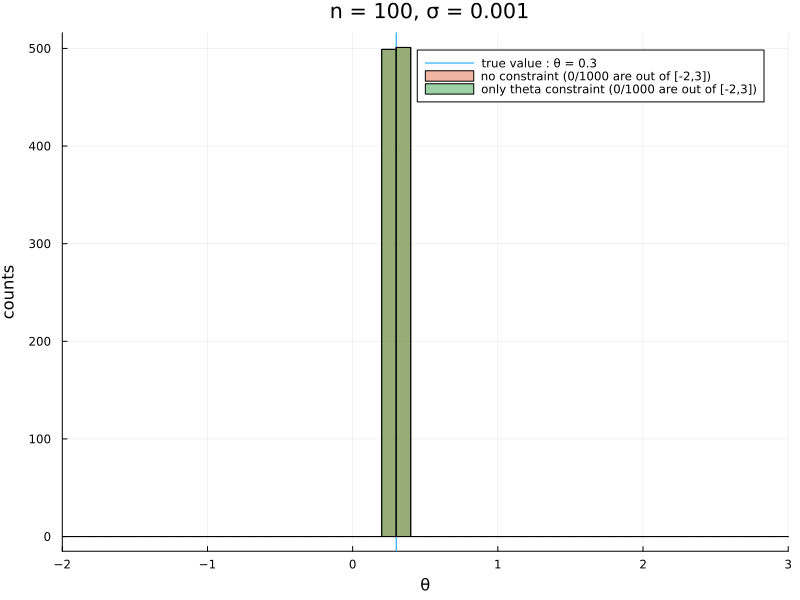 n = 100, σ = 0.001
500
400
300
200
100
0
counts
true value : θ = 0.3
no constraint (0/1000 are out of [-2,3])
only theta constraint (0/1000 are out of [-2,3])
−2
−1
0
1
2
3
θ